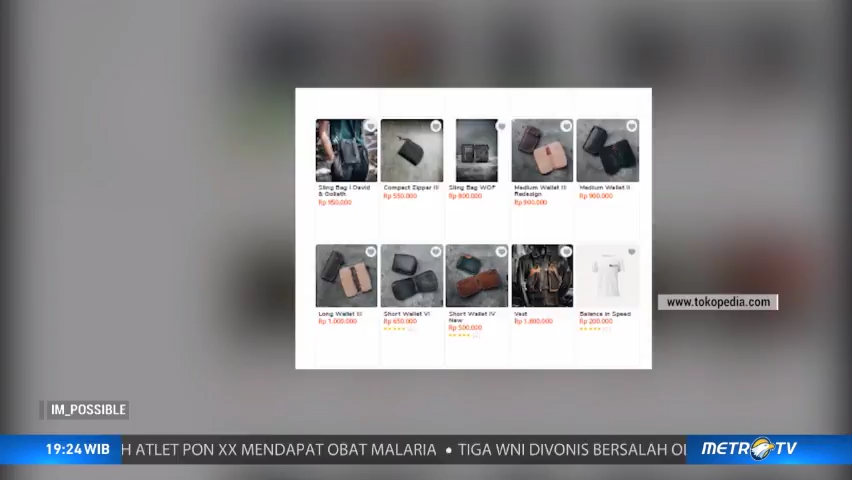 Sling Bag I David
& Goliath
Rp 950.000
Compact Zipper III
Rp 550.000
Sling Bag WOF
Rp 800.000
Medium Wallet III
Redesign
Rp 900.000
Medium Wallet II
Rp 900.000
Long Wallet III
Rp 1.000.000
Short Wallet VI
Rp 650.000
Short Wallet IV
New
Rp 500.000
Vest
Rp 1.800.000
Balance in Speed
Rp 200.000
www.tokopedia.com
IM_POSSIBLE
19:24 WIB
H ATLET PON XX MENDAPAT OBAT MALARIA • TIGA WNI DIVONIS BERSALAH OL
METRO TV